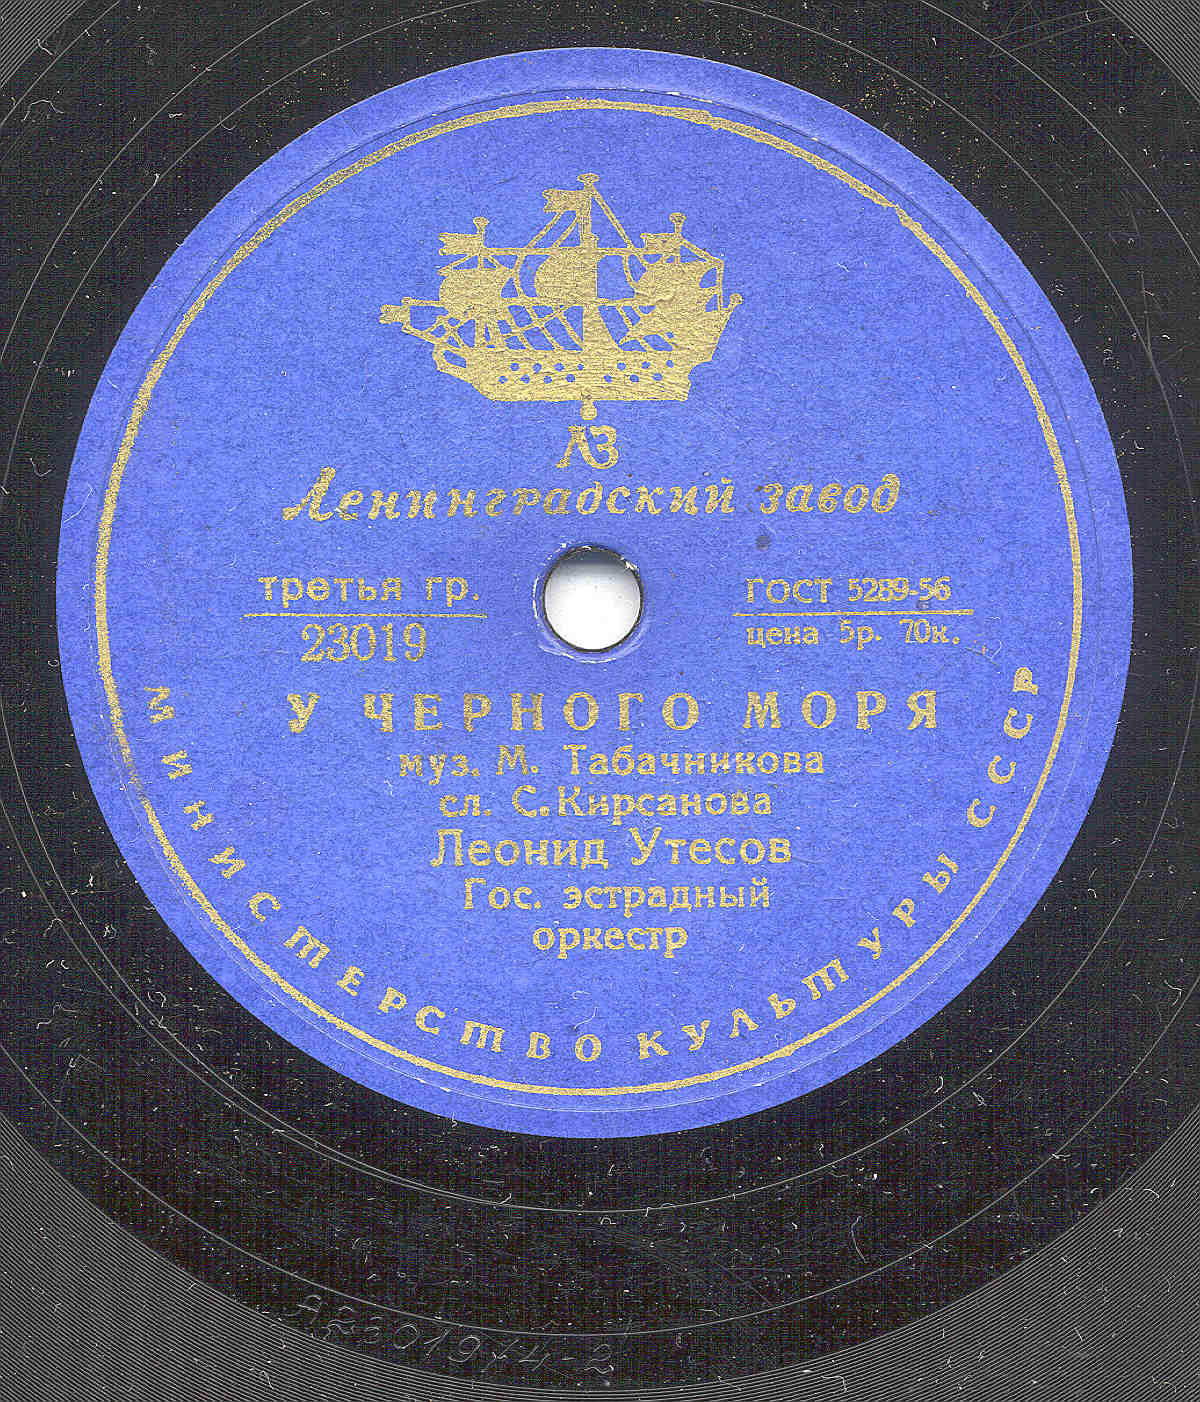 ЛЗ
Ленинградский завод
третья гр.
23019
ГОСТ 5289-56
цена 5р. 70к.
У ЧЕРНОГО МОРЯ
муз. М. Табачникова
сл. С. Кирсанова
Леонид Утесов
Гос. эстрадный
оркестр
МИНИСТЕРСТВО КУЛЬТУРЫ СССР